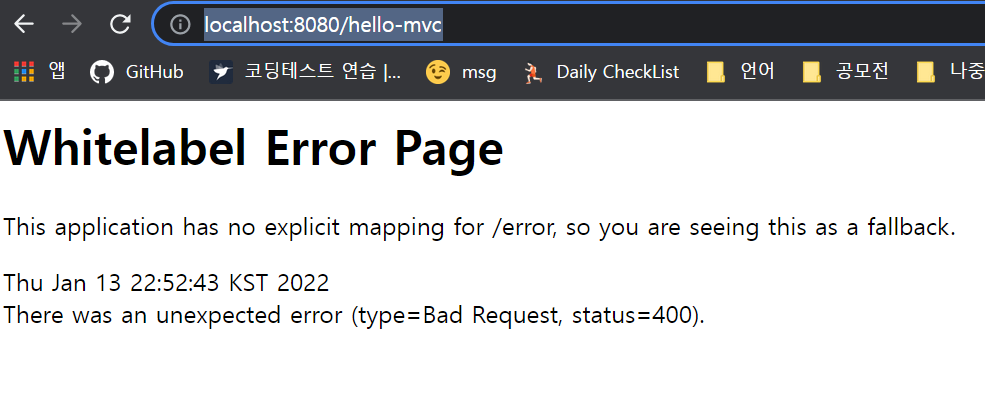 localhost:8080/hello-mvc
앱 GitHub 코딩테스트 연습 |... msg Daily CheckList 언어 공모전 나중
Whitelabel Error Page
This application has no explicit mapping for /error, so you are seeing this as a fallback.
Thu Jan 13 22:52:43 KST 2022
There was an unexpected error (type=Bad Request, status=400).